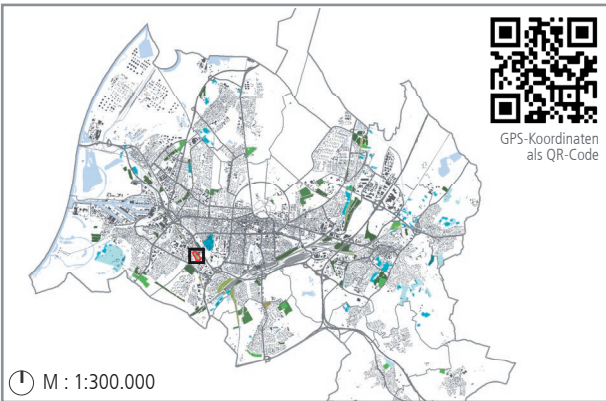 GPS-Koordinaten
als QR-Code
M : 1:300.000